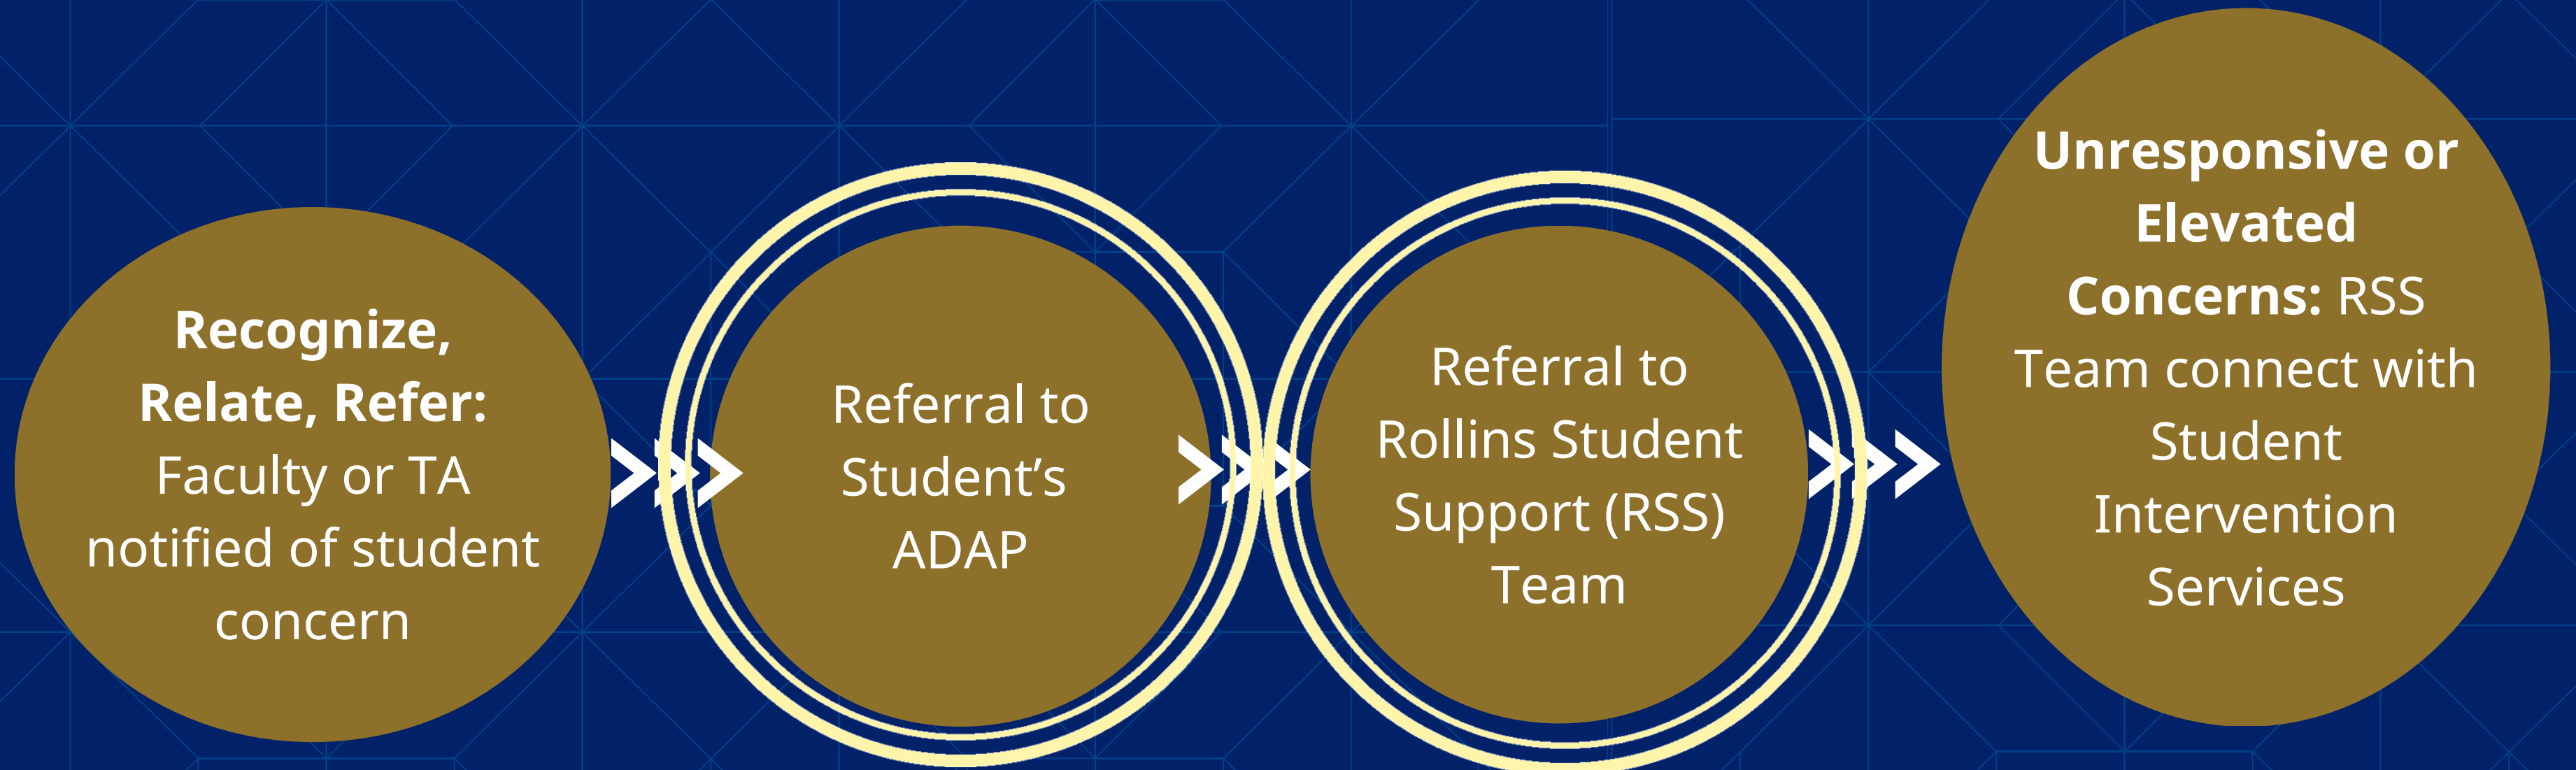 Recognize,
Relate, Refer:
Faculty or TA
notified of student
concern
Referral to
Student’s
ADAP
Referral to
Rollins Student
Support (RSS)
Team
Unresponsive or
Elevated
Concerns: RSS
Team connect with
Student
Intervention
Services